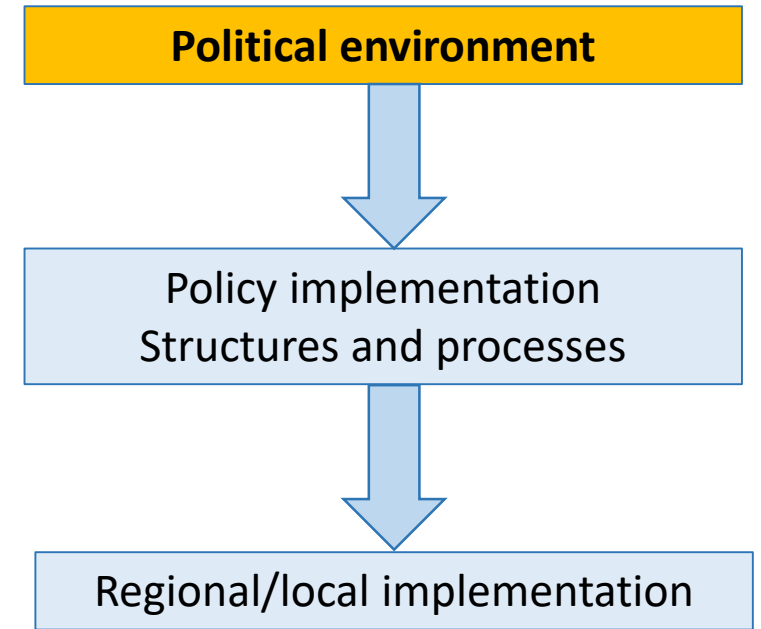 Political environment
Policy implementation
Structures and processes
Regional/local implementation